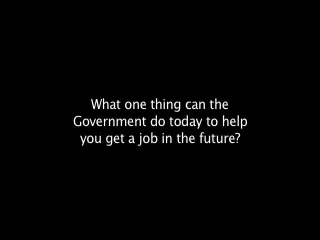 What one thing can the
Government do today to help
you get a job in the future?